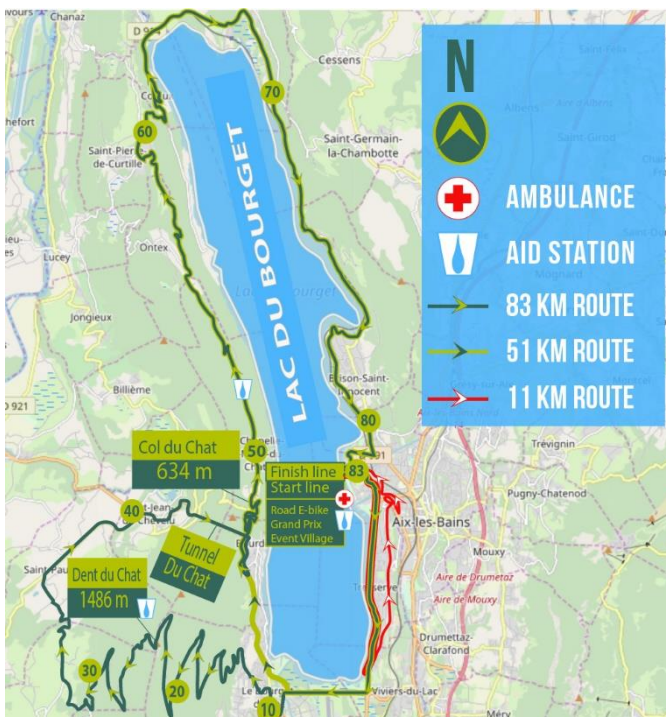 Chanaz
D 991
Cessens
70
60
Saint-Germain
-la-Chambotte
Saint-Pierre
de-Curtille
Ontex
Lucey
Jongieux
Billième
D 921
LAC DU BOURGET
N
AMBULANCE
AID STATION
83 KM ROUTE
51 KM ROUTE
11 KM ROUTE
Innocent
80
Trévignin
Pugny-Chatenod
Col du Chat
634 m
50
Finish line
Start line
83
Road E-bike
Grand Prix
Event Village
Aix-les-Bains
Mouxy
Aire de Drumettaz
Aire de Mouxy
40
Tunnel
Du Chat
Dent du Chat
1486 m
30
20
10
Drumettaz-
Clarafond
Viviers-du-Lac
Méry